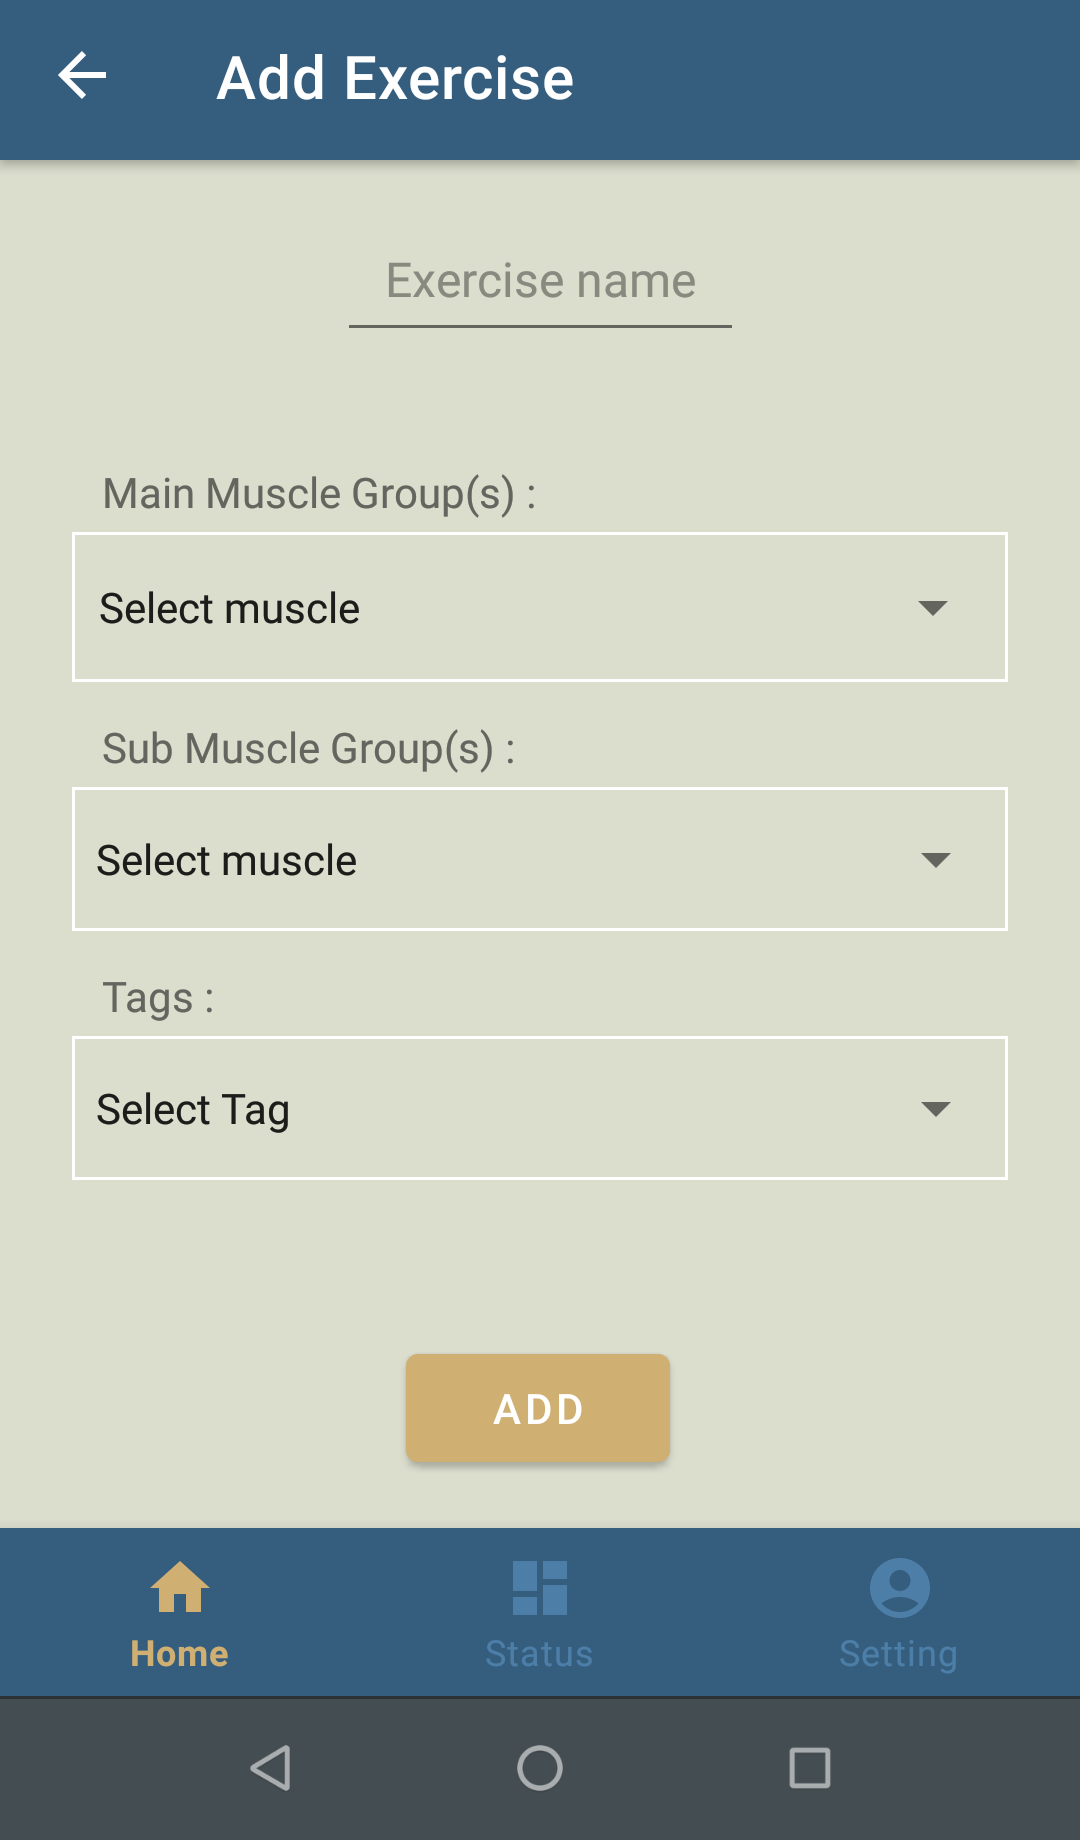 Add Exercise
Exercise name
Main Muscle Group(s) :
Select muscle
Sub Muscle Group(s) :
Select muscle
Tags :
Select Tag
ADD
Home Status Setting